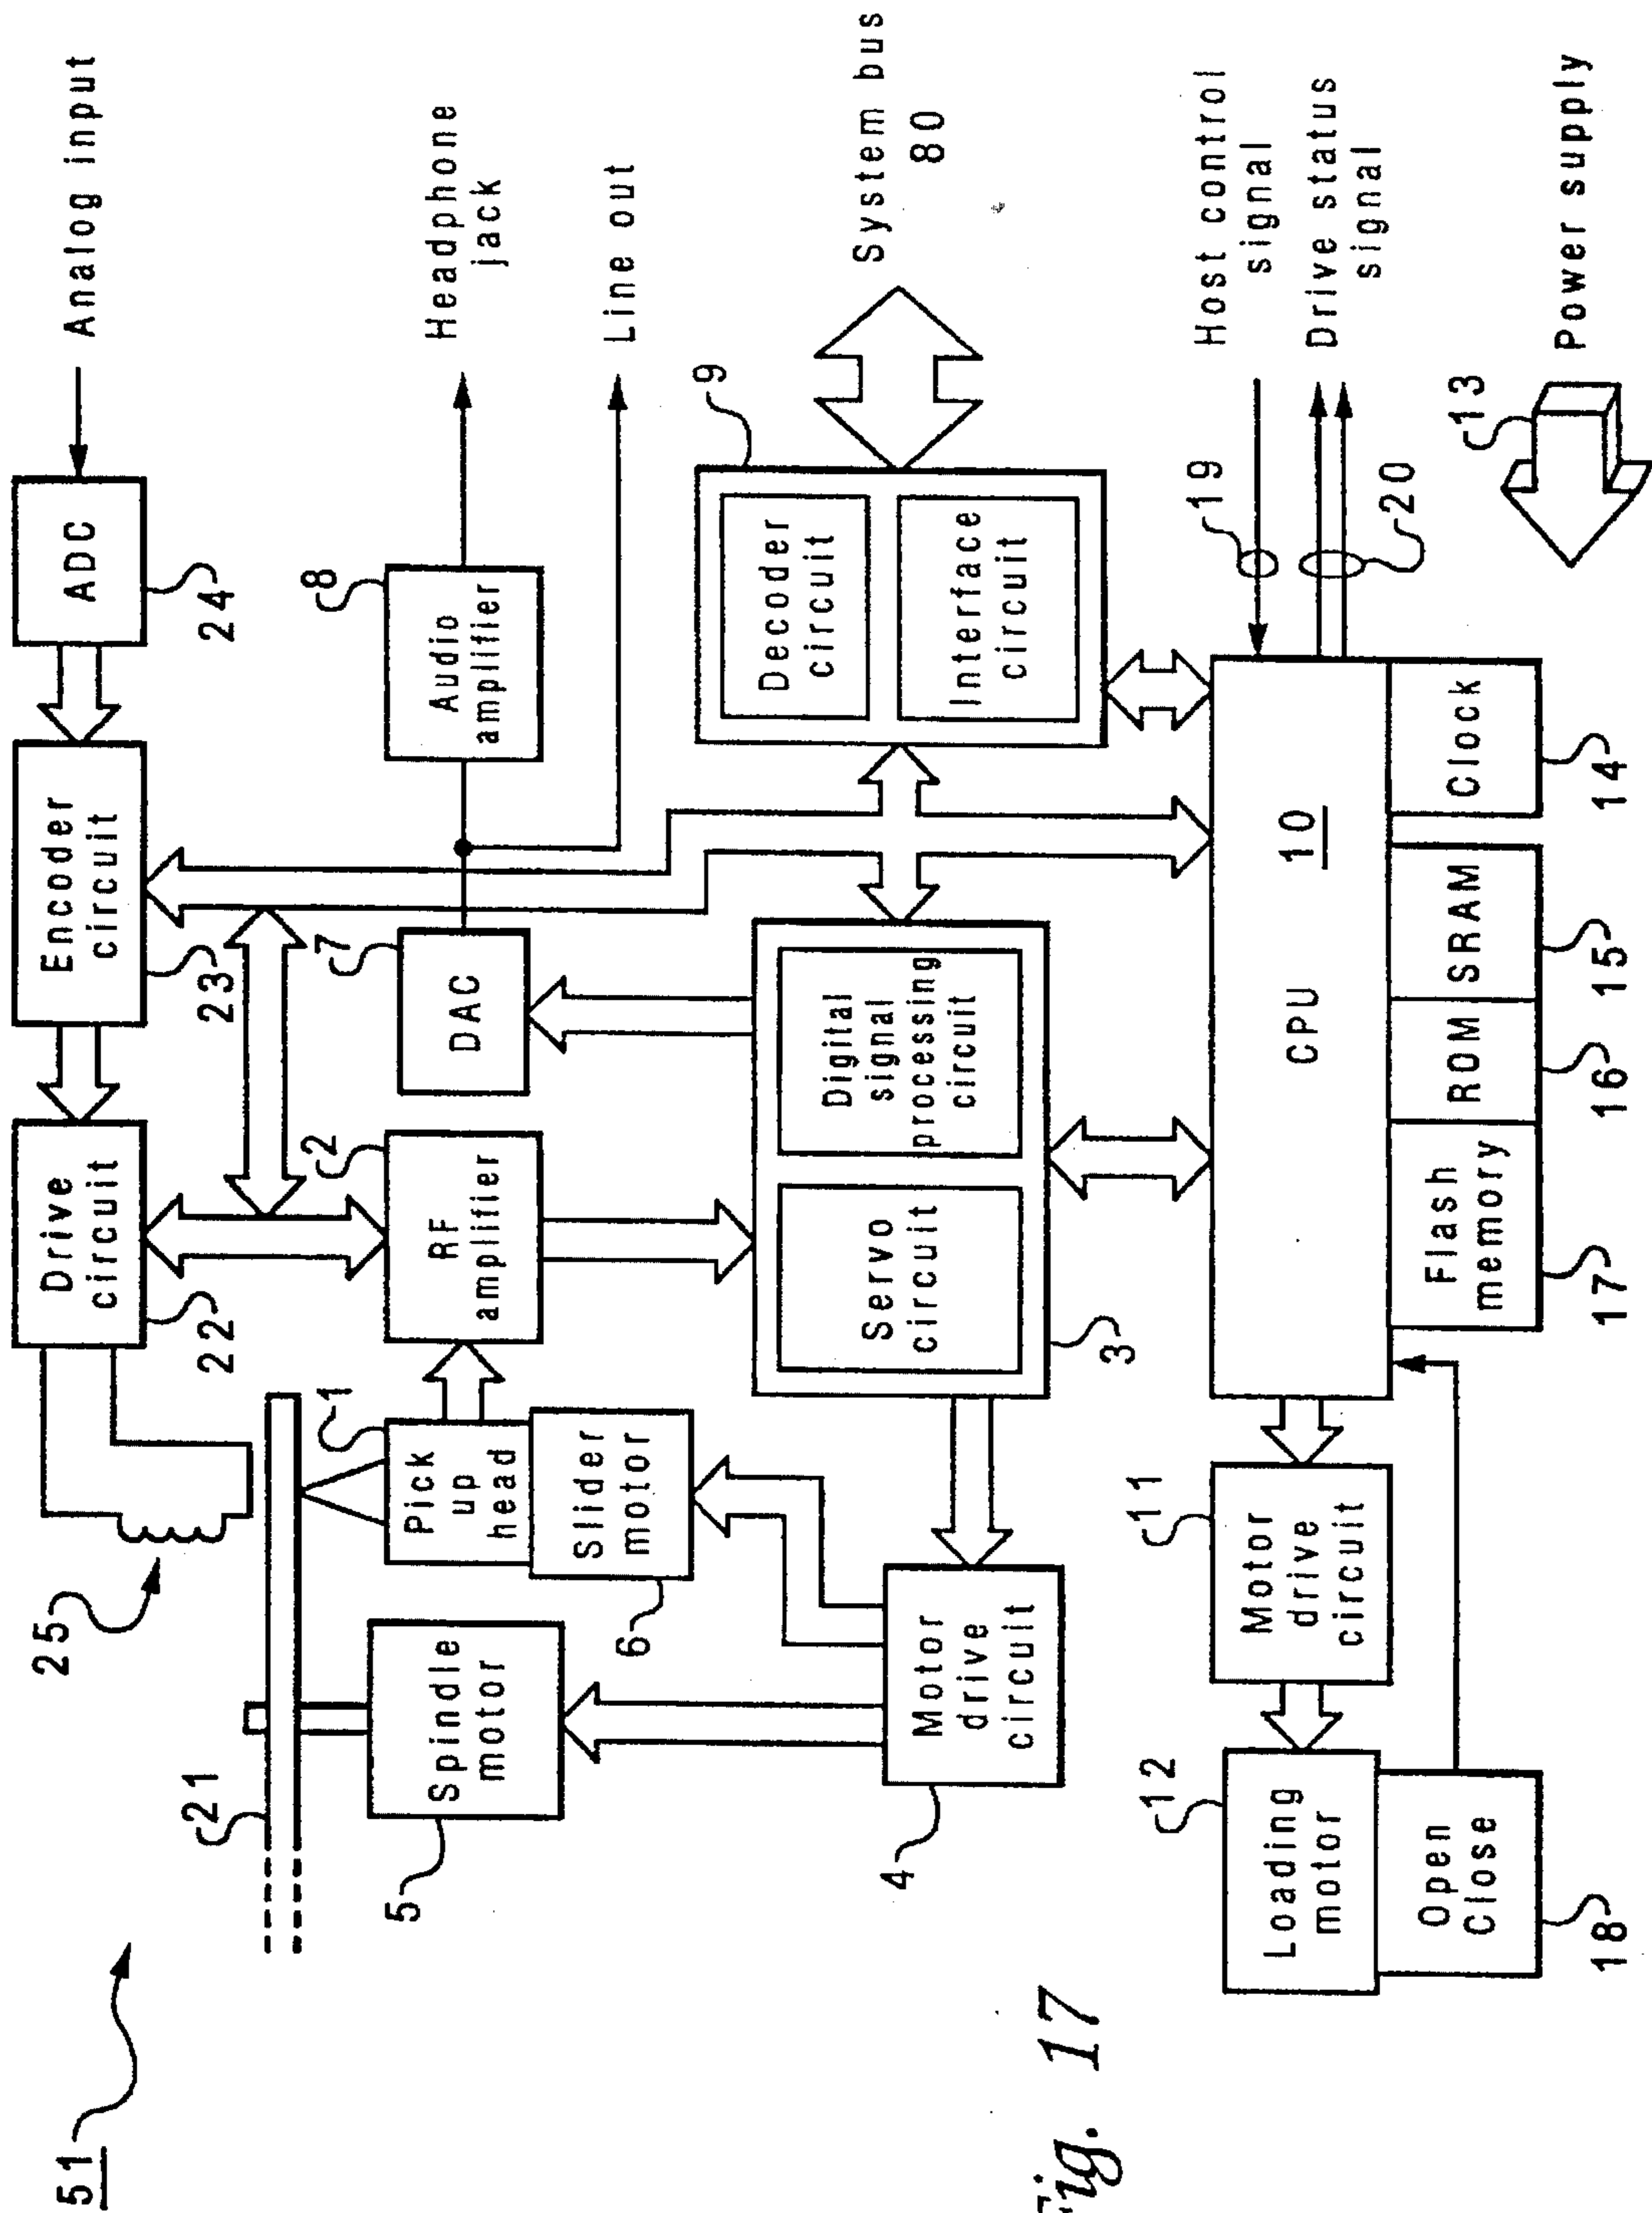 51
25
21
Drive
circuit
22
Encoder
circuit
23
ADC
24
Analog input
Spindle
motor
5
Pick
up
head
1
Slider
motor
6
RF
amplifier
2
DAC
7
Audio
amplifier
8
Headphone
jack
Line out
Motor
drive
circuit
4
Servo
circuit
Digital
signal
processing
circuit
3
Decoder
circuit
Interface
circuit
9
System bus
80
Loading
motor
12
Open
Close
18
Motor
drive
circuit
11
CPU
10
Flash
memory
17
ROM
16
SRAM
15
Clock
14
19
Host control
signal
20
Drive status
signal
13
Power supply
Fig. 17